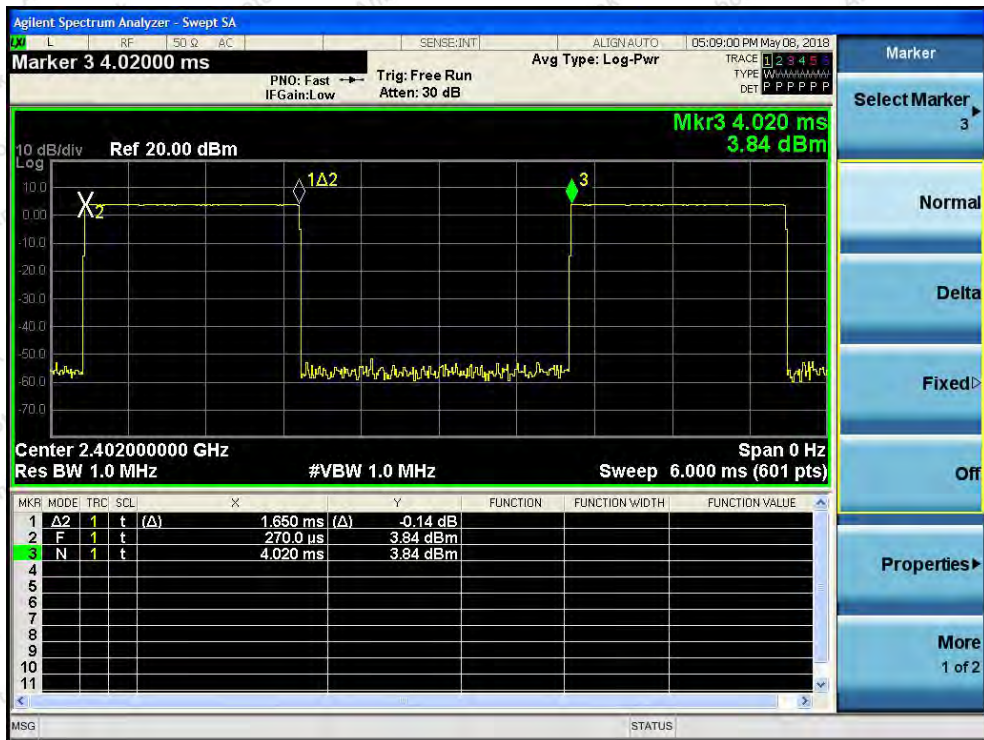 Agilent Spectrum Analyzer - Swept SA
LXI L RF 50 Ω AC SENSE:INT ALIGN AUTO 05:09:00 PM May 08, 2018
Marker 3 4.02000 ms
PNO: Fast
IFGain:Low
Trig: Free Run
Atten: 30 dB
Avg Type: Log-Pwr
TRACE 1 2 3 4 5 6
TYPE
DET P P P P P P
Mkr3 4.020 ms
3.84 dBm
10 dB/div Ref 20.00 dBm
Log
10.0
0.00
-10.0
-20.0
-30.0
-40.0
-50.0
-60.0
-70.0
2
1Δ2
3
Center 2.402000000 GHz Span 0 Hz
Res BW 1.0 MHz #VBW 1.0 MHz Sweep 6.000 ms (601 pts)
MKR MODE TRC SCL X Y FUNCTION FUNCTION WIDTH FUNCTION VALUE
1 Δ2 1 t (Δ) 1.650 ms (Δ) -0.14 dB
2 F 1 t 270.0 µs 3.84 dBm
3 N 1 t 4.020 ms 3.84 dBm
4
5
6
7
8
9
10
11
MSG STATUS
Marker
Select Marker
3
Normal
Delta
Fixed
Off
Properties
More
1 of 2